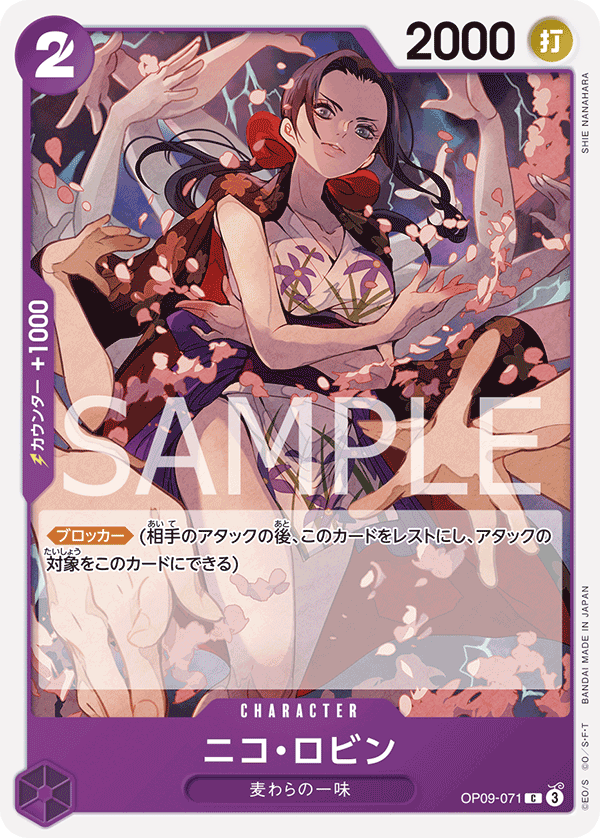 2
2000
打
SHIE NANAHARA
カウンター +1000
SAMPLE
ブロッカー (相手のアタックの後、このカードをレストにし、アタックの
対象をこのカードにできる)
CHARACTER
ニコ・ロビン
麦わらの一味
OP09-071 C 3
©E.O/S ©O/S・F・T BANDAI MADE IN JAPAN